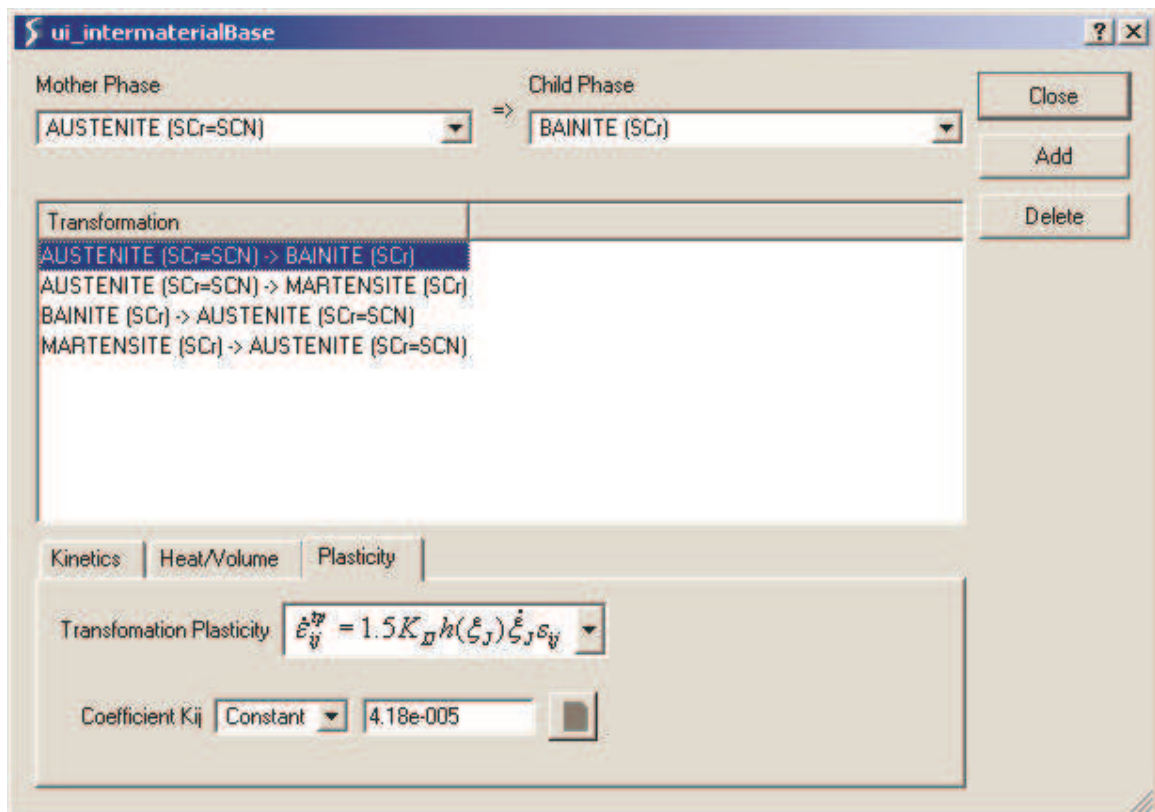 ui_intermaterialBase
Mother Phase
Child Phase
AUSTENITE (SCr=SCN)
=>
BAINITE (SCr)
Close
Add
Delete
Transformation
AUSTENITE (SCr=SCN) -> BAINITE (SCr)
AUSTENITE (SCr=SCN) -> MARTENSITE (SCr)
BAINITE (SCr) -> AUSTENITE (SCr=SCN)
MARTENSITE (SCr) -> AUSTENITE (SCr=SCN)
Kinetics Heat/Volume Plasticity
Transfomation Plasticity ε̇ᵢⱼᵗᵖ = 1.5K_IJ h(ξ_J)ξ̇_J s_ij
Coefficient Kij Constant 4.18e-005